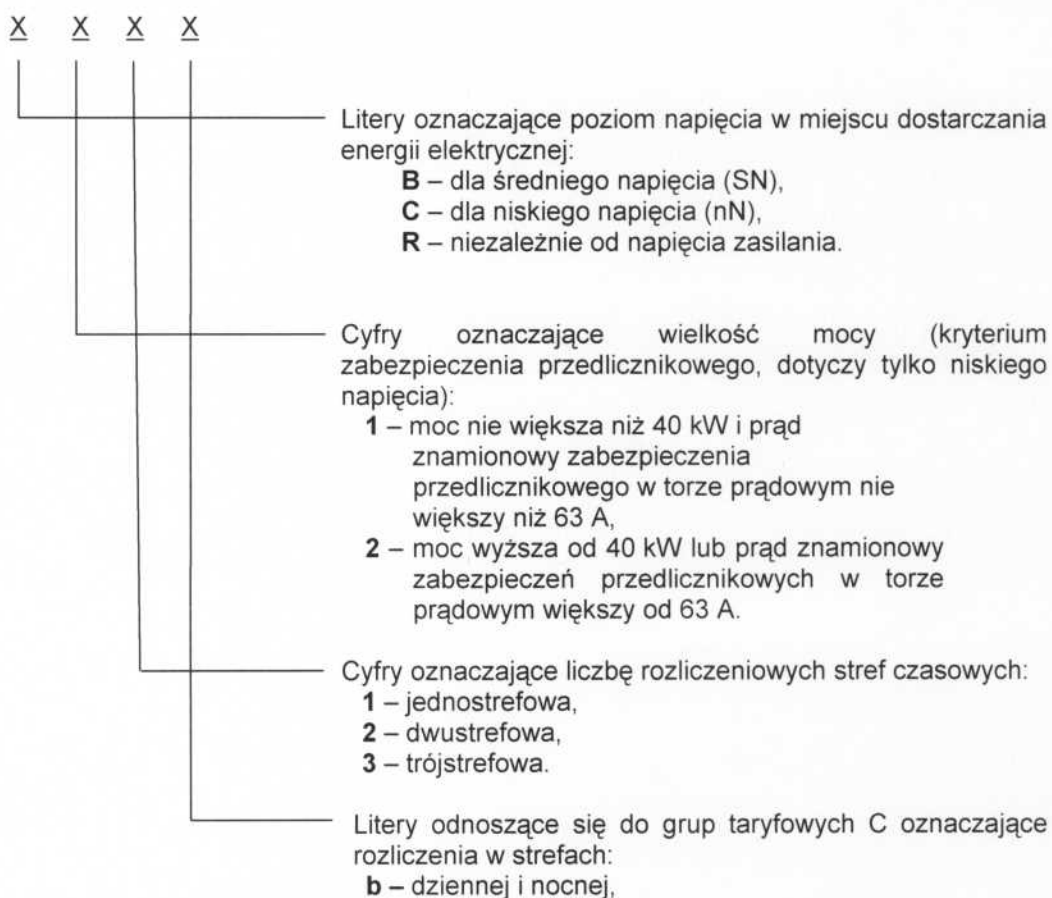 X X X X
Litery oznaczające poziom napięcia w miejscu dostarczania
energii elektrycznej:
B – dla średniego napięcia (SN),
C – dla niskiego napięcia (nN),
R – niezależnie od napięcia zasilania.
Cyfry oznaczające wielkość mocy (kryterium
zabezpieczenia przedlicznikowego, dotyczy tylko niskiego
napięcia):
1 – moc nie większa niż 40 kW i prąd
znamionowy zabezpieczenia
przedlicznikowego w torze prądowym nie
większy niż 63 A,
2 – moc wyższa od 40 kW lub prąd znamionowy
zabezpieczeń przedlicznikowych w torze
prądowym większy od 63 A.
Cyfry oznaczające liczbę rozliczeniowych stref czasowych:
1 – jednostrefowa,
2 – dwustrefowa,
3 – trójstrefowa.
Litery odnoszące się do grup taryfowych C oznaczające
rozliczenia w strefach:
b – dziennej i nocnej,